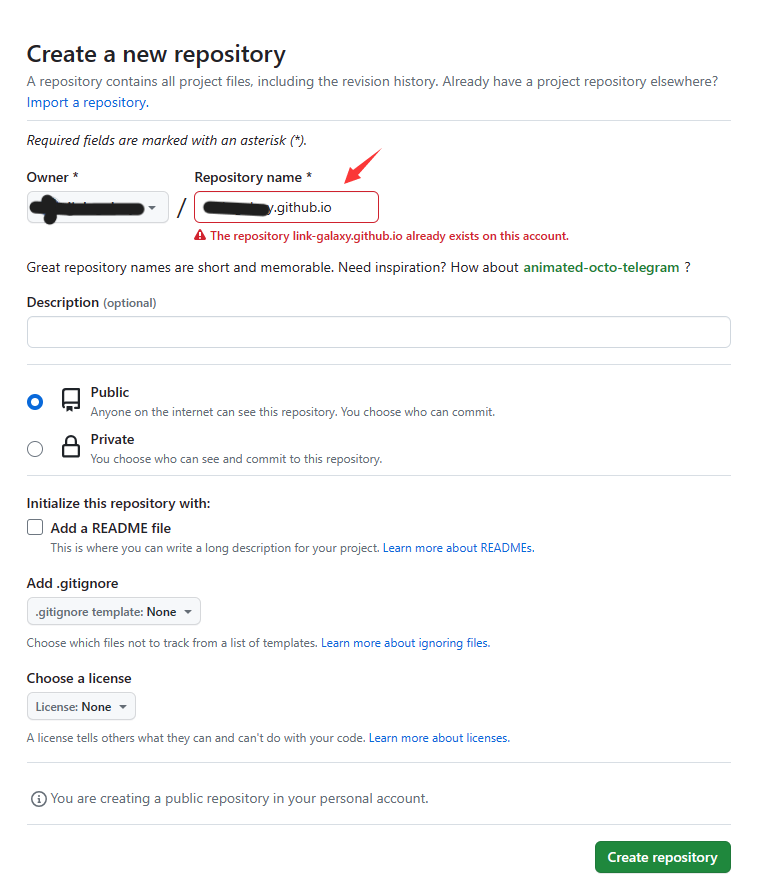 Create a new repository
A repository contains all project files, including the revision history. Already have a project repository elsewhere?
Import a repository.
Required fields are marked with an asterisk (*).
Owner *
Repository name *
/
y.github.io
The repository link-galaxy.github.io already exists on this account.
Great repository names are short and memorable. Need inspiration? How about animated-octo-telegram ?
Description (optional)
Public
Anyone on the internet can see this repository. You choose who can commit.
Private
You choose who can see and commit to this repository.
Initialize this repository with:
Add a README file
This is where you can write a long description for your project. Learn more about READMEs.
Add .gitignore
.gitignore template: None
Choose which files not to track from a list of templates. Learn more about ignoring files.
Choose a license
License: None
A license tells others what they can and can't do with your code. Learn more about licenses.
You are creating a public repository in your personal account.
Create repository